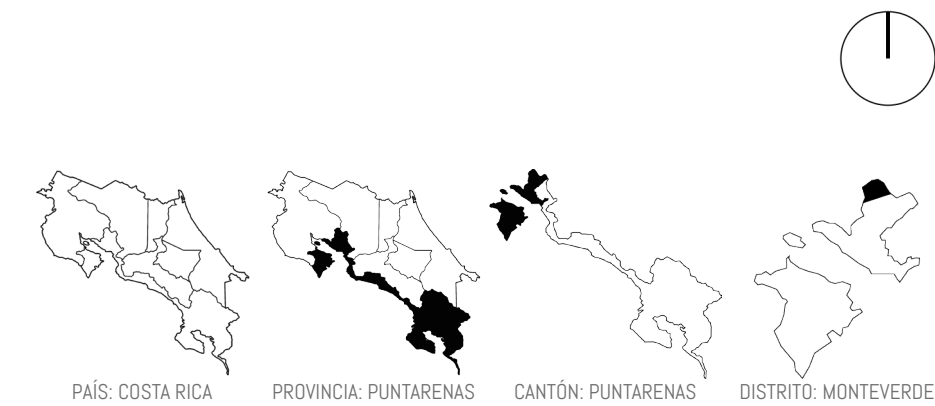 PAÍS: COSTA RICA
PROVINCIA: PUNTARENAS
CANTÓN: PUNTARENAS
DISTRITO: MONTEVERDE